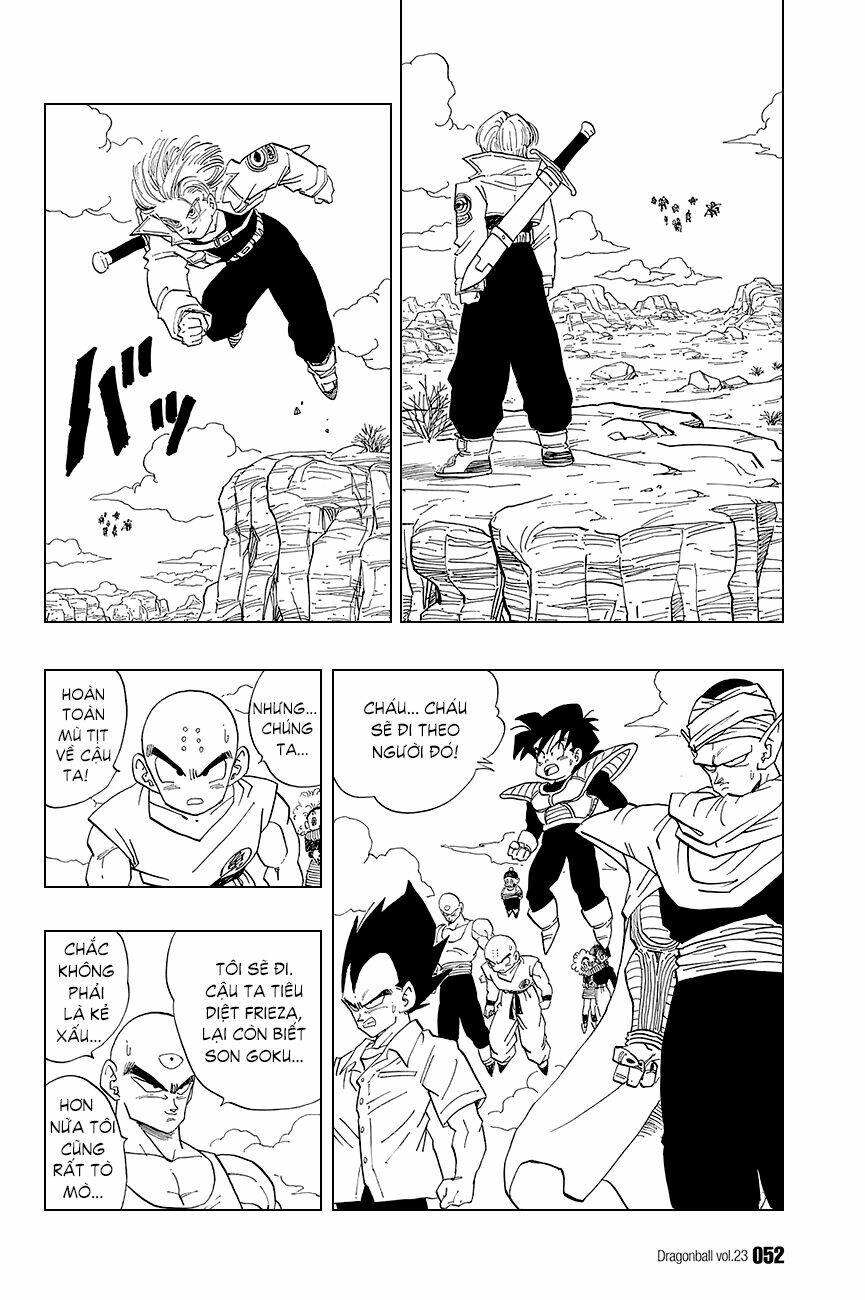 バッ
CHÁU... CHÁU
SẼ ĐI THEO
NGƯỜI ĐÓ!
NHƯNG...
CHÚNG
TA...
HOÀN
TOÀN
MÙ TỊT
VỀ CẬU
TA!
TÔI SẼ ĐI.
CẬU TA TIÊU
DIỆT FRIEZA,
LẠI CÒN BIẾT
SON GOKU...
CHẮC
KHÔNG
PHẢI
LÀ KẺ
XẤU...
HƠN
NỮA TÔI
CŨNG
RẤT TÒ
MÒ...
Dragonball vol.23 052